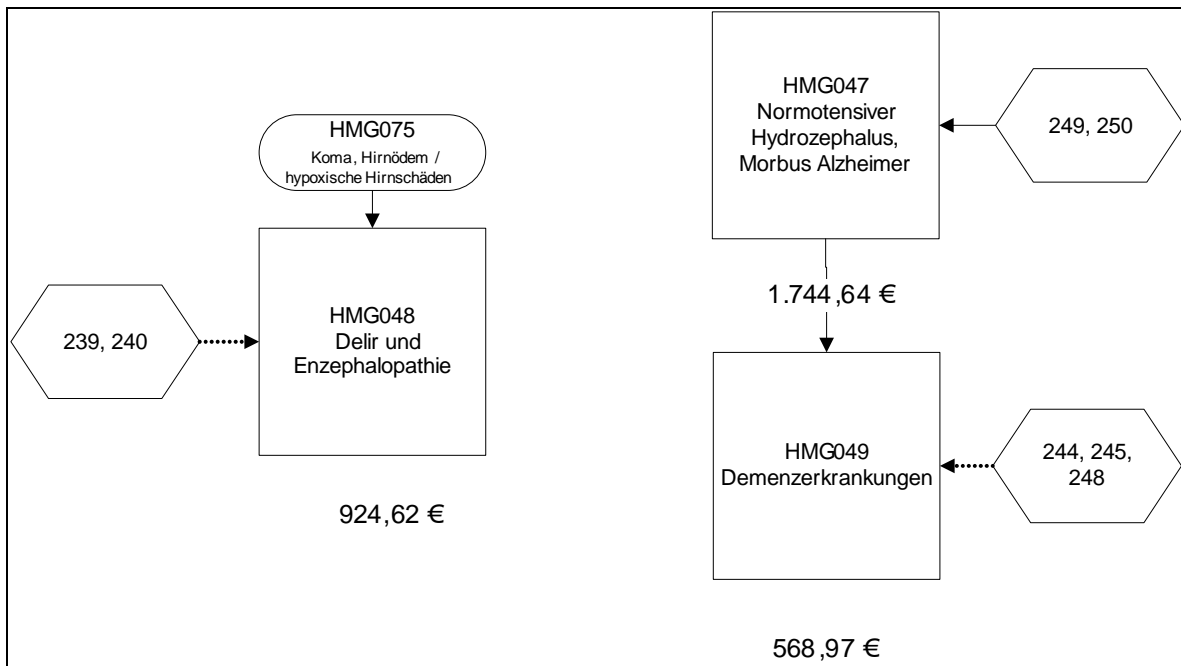 HMG075
Koma, Hirnödem /
hypoxische Hirnschäden
239, 240
HMG048
Delir und
Enzephalopathie
924,62 €
HMG047
Normotensiver
Hydrozephalus,
Morbus Alzheimer
249, 250
1.744,64 €
HMG049
Demenzerkrankungen
244, 245,
248
568,97 €